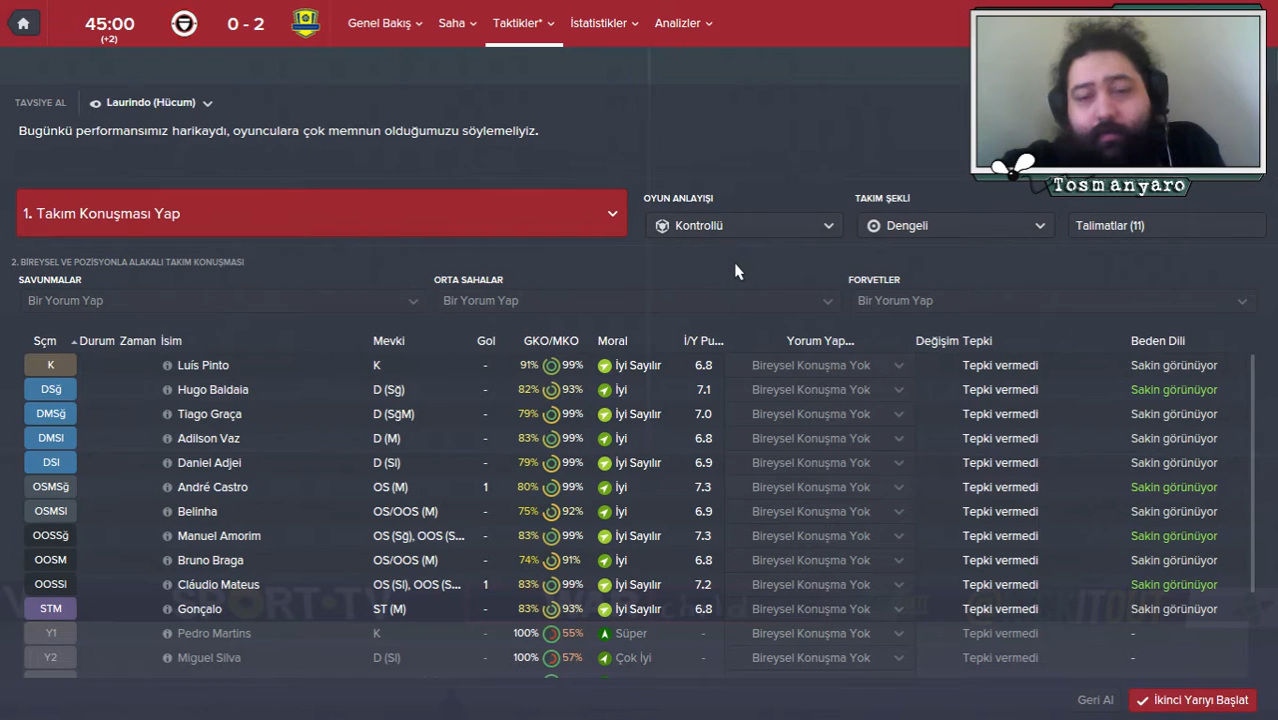 45:00 0 - 2 Genel Bakış Saha Taktikler* İstatistikler Analizler
(+2)
TAVSİYE AL Laurindo (Hücum)
Bugünkü performansımız harikaydı, oyunculara çok memnun olduğumuzu söylemeliyiz.
Tosmanyaro
1. Takım Konuşması Yap
OYUN ANLAYIŞI TAKIM ŞEKLİ
Kontrollü Dengeli Talimatlar (11)
2. BİREYSEL VE POZİSYONLA ALAKALI TAKIM KONUŞMASI
SAVUNMALAR ORTA SAHALAR FORVETLER
Bir Yorum Yap Bir Yorum Yap Bir Yorum Yap
Sçm Durum Zaman İsim Mevki Gol GKO/MKO Moral İ/Y Pu... Yorum Yap... Değişim Tepki Beden Dili
K Luís Pinto K - 91% 99% İyi Sayılır 6.8 Bireysel Konuşma Yok Tepki vermedi Sakin görünüyor
DSğ Hugo Baldaia D (Sğ) - 82% 93% İyi 7.1 Bireysel Konuşma Yok Tepki vermedi Sakin görünüyor
DMSğ Tiago Graça D (SğM) - 79% 99% İyi Sayılır 7.0 Bireysel Konuşma Yok Tepki vermedi Sakin görünüyor
DMSl Adilson Vaz D (M) - 83% 99% İyi 6.8 Bireysel Konuşma Yok Tepki vermedi Sakin görünüyor
DSl Daniel Adjei D (Sl) - 79% 99% İyi Sayılır 6.9 Bireysel Konuşma Yok Tepki vermedi Sakin görünüyor
OSMSğ André Castro OS (M) 1 80% 99% İyi 7.3 Bireysel Konuşma Yok Tepki vermedi Sakin görünüyor
OSMSl Belinha OS/OOS (M) - 75% 92% İyi 6.9 Bireysel Konuşma Yok Tepki vermedi Sakin görünüyor
OOSSğ Manuel Amorim OS (Sğ), OOS (S... - 83% 99% İyi Sayılır 7.3 Bireysel Konuşma Yok Tepki vermedi Sakin görünüyor
OOSM Bruno Braga OS/OOS (M) - 74% 91% İyi 6.8 Bireysel Konuşma Yok Tepki vermedi Sakin görünüyor
OOSSl Cláudio Mateus OS (Sl), OOS (S... 1 83% 99% İyi Sayılır 7.2 Bireysel Konuşma Yok Tepki vermedi Sakin görünüyor
STM Gonçalo ST (M) - 83% 93% İyi Sayılır 6.8 Bireysel Konuşma Yok Tepki vermedi Sakin görünüyor
Y1 Pedro Martins K 100% 55% Süper - Bireysel Konuşma Yok Tepki vermedi -
Y2 Miguel Silva D (Sl) 100% 57% Çok İyi - Bireysel Konuşma Yok Tepki vermedi -
SPORT•TV
Geri Al İkinci Yarıyı Başlat